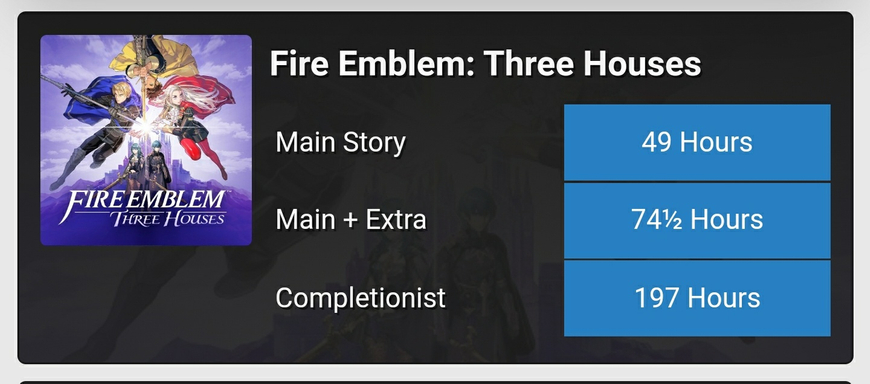 Fire Emblem: Three Houses
FIRE EMBLEM™
THREE HOUSES
Main Story 49 Hours
Main + Extra 74½ Hours
Completionist 197 Hours